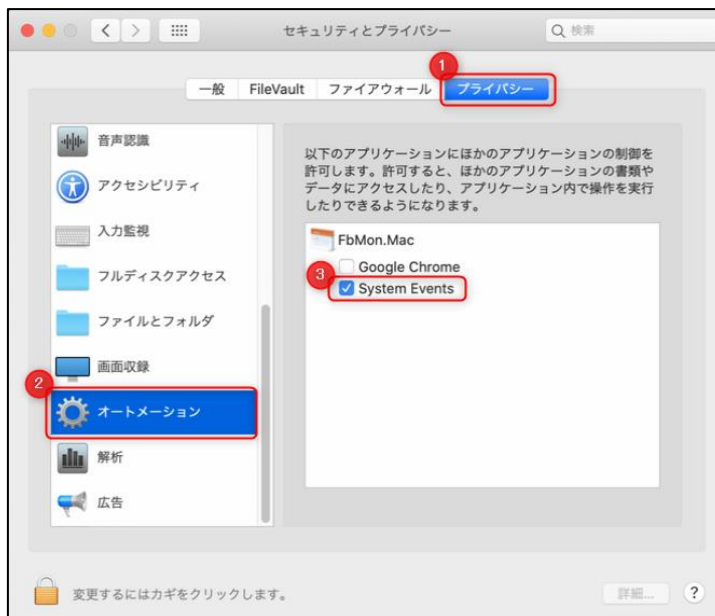 セキュリティとプライバシー
検索
1
一般 FileVault ファイアウォール プライバシー
音声認識
アクセシビリティ
入力監視
フルディスクアクセス
ファイルとフォルダ
画面収録
2
オートメーション
解析
広告
以下のアプリケーションにほかのアプリケーションの制御を
許可します。許可すると、ほかのアプリケーションの書類や
データにアクセスしたり、アプリケーション内で操作を実行
したりできるようになります。
FbMon.Mac
Google Chrome
3
System Events
変更するにはカギをクリックします。
詳細...
?